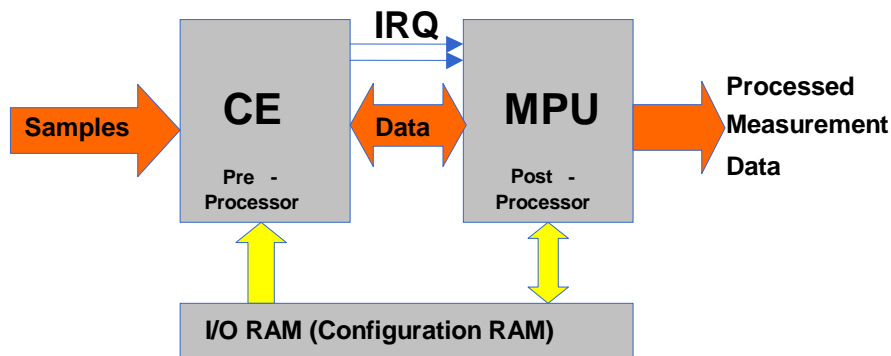 IRQ
Samples
CE
Pre - Processor
Data
MPU
Post - Processor
Processed
Measurement
Data
I/O RAM (Configuration RAM)